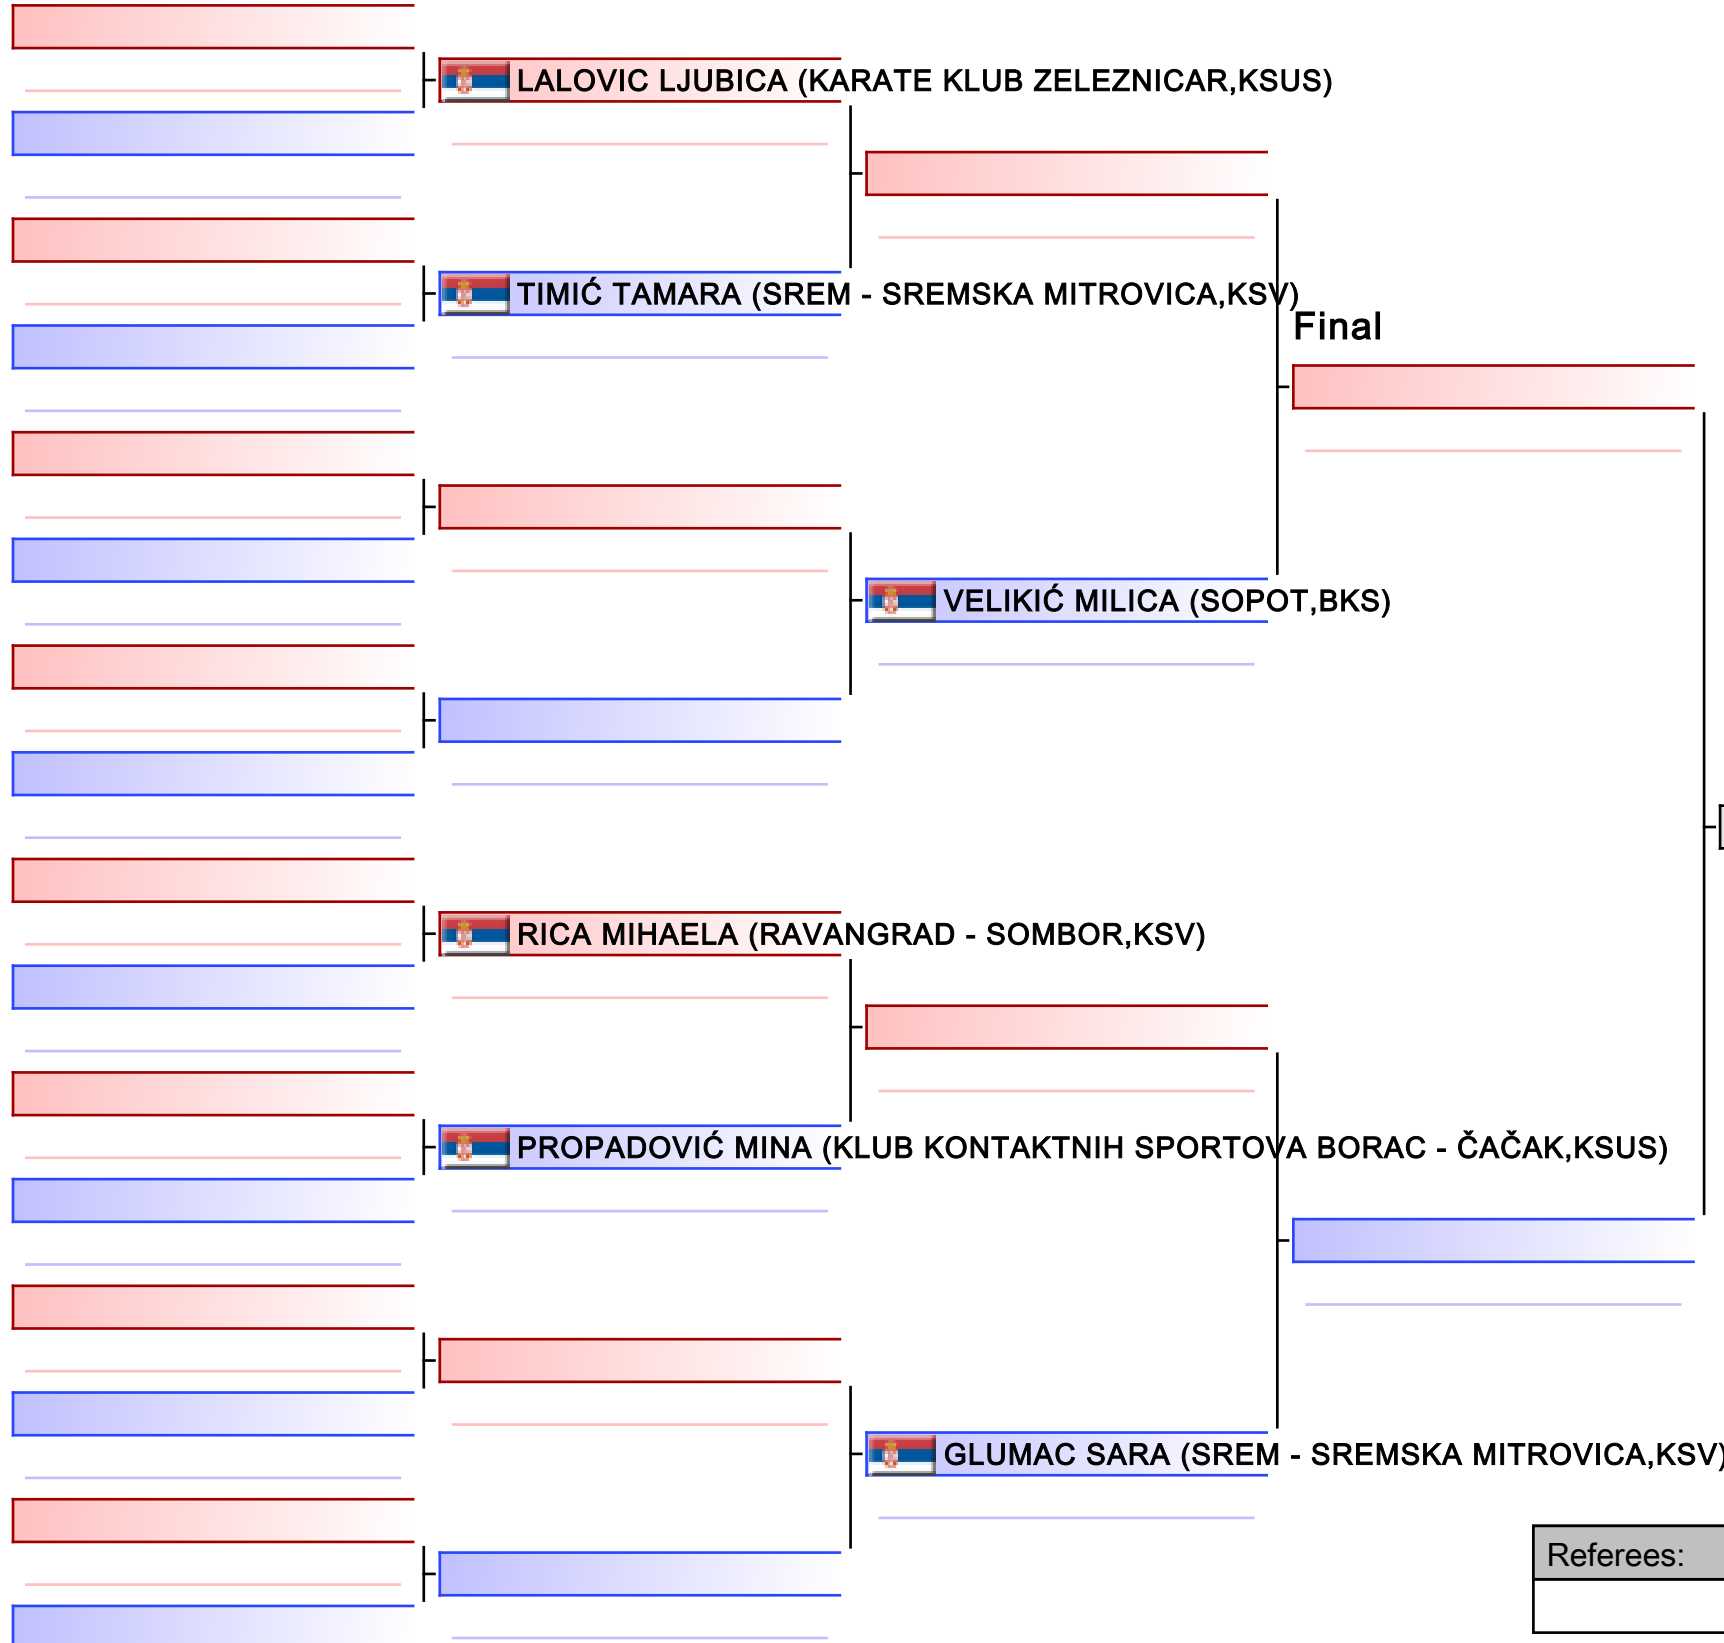 LALOVIC LJUBICA (KARATE KLUB ZELEZNICAR,KSUS)
TIMIĆ TAMARA (SREM - SREMSKA MITROVICA,KSV)
Final
VELIKIĆ MILICA (SOPOT,BKS)
RICA MIHAELA (RAVANGRAD - SOMBOR,KSV)
PROPADOVIĆ MINA (KLUB KONTAKTNIH SPORTOVA BORAC - ČAČAK,KSUS)
GLUMAC SARA (SREM - SREMSKA MITROVICA,KSV)
Referees: